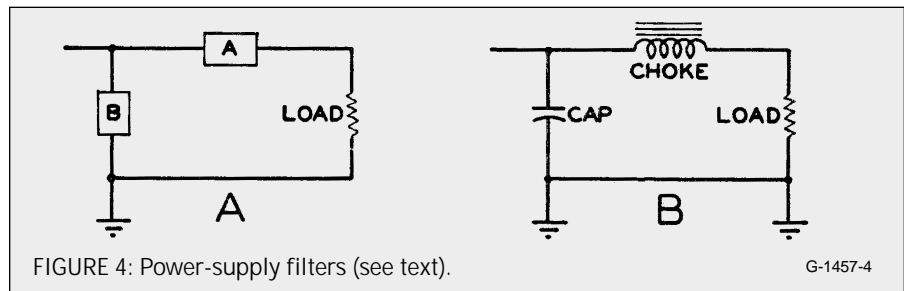 A
B
LOAD
A
CHOKE
CAP
LOAD
B
FIGURE 4: Power-supply filters (see text).
G-1457-4